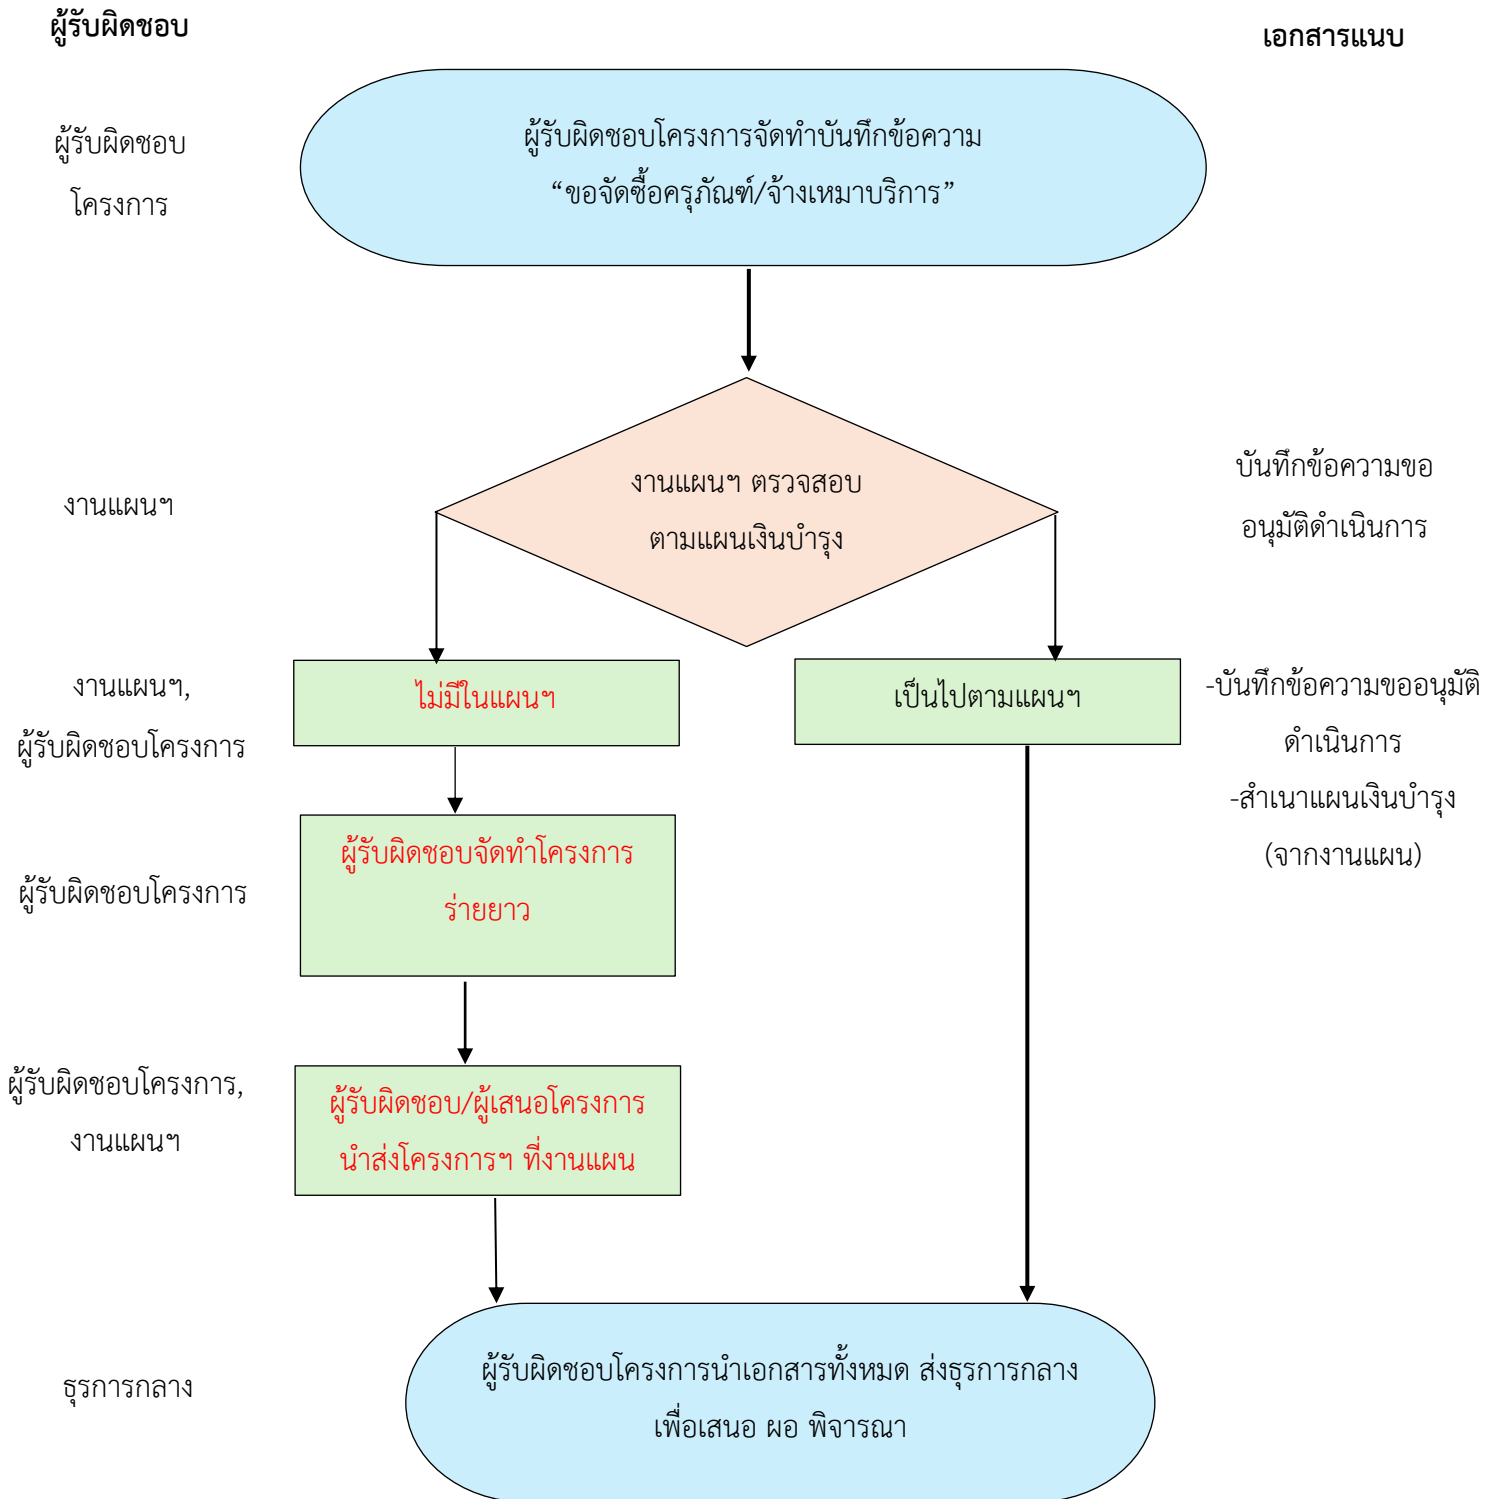 ผู้รับผิดชอบ
เอกสารแนบ
ผู้รับผิดชอบ
โครงการ
ผู้รับผิดชอบโครงการจัดทำบันทึกข้อความ
“ขอจัดซื้อครุภัณฑ์/จ้างเหมาบริการ”
งานแผนฯ
งานแผนฯ ตรวจสอบ
ตามแผนเงินบำรุง
บันทึกข้อความขอ
อนุมัติดำเนินการ
งานแผนฯ,
ผู้รับผิดชอบโครงการ
ไม่มีในแผนฯ
เป็นไปตามแผนฯ
-บันทึกข้อความขออนุมัติ
ดำเนินการ
-สำเนาแผนเงินบำรุง
(จากงานแผน)
ผู้รับผิดชอบโครงการ
ผู้รับผิดชอบจัดทำโครงการ
ร่ายยาว
ผู้รับผิดชอบโครงการ,
งานแผนฯ
ผู้รับผิดชอบ/ผู้เสนอโครงการ
นำส่งโครงการฯ ที่งานแผน
ธุรการกลาง
ผู้รับผิดชอบโครงการนำเอกสารทั้งหมด ส่งธุรการกลาง
เพื่อเสนอ ผอ พิจารณา